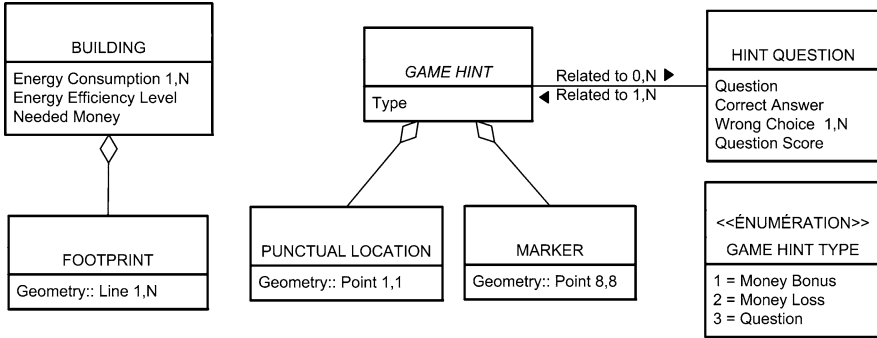 BUILDING
Energy Consumption 1,N
Energy Efficiency Level
Needed Money
FOOTPRINT
Geometry:: Line 1,N
GAME HINT
Type
Related to 0,N
Related to 1,N
PUNCTUAL LOCATION
Geometry:: Point 1,1
MARKER
Geometry:: Point 8,8
HINT QUESTION
Question
Correct Answer
Wrong Choice 1,N
Question Score
<<ÉNUMÉRATION>>
GAME HINT TYPE
1 = Money Bonus
2 = Money Loss
3 = Question